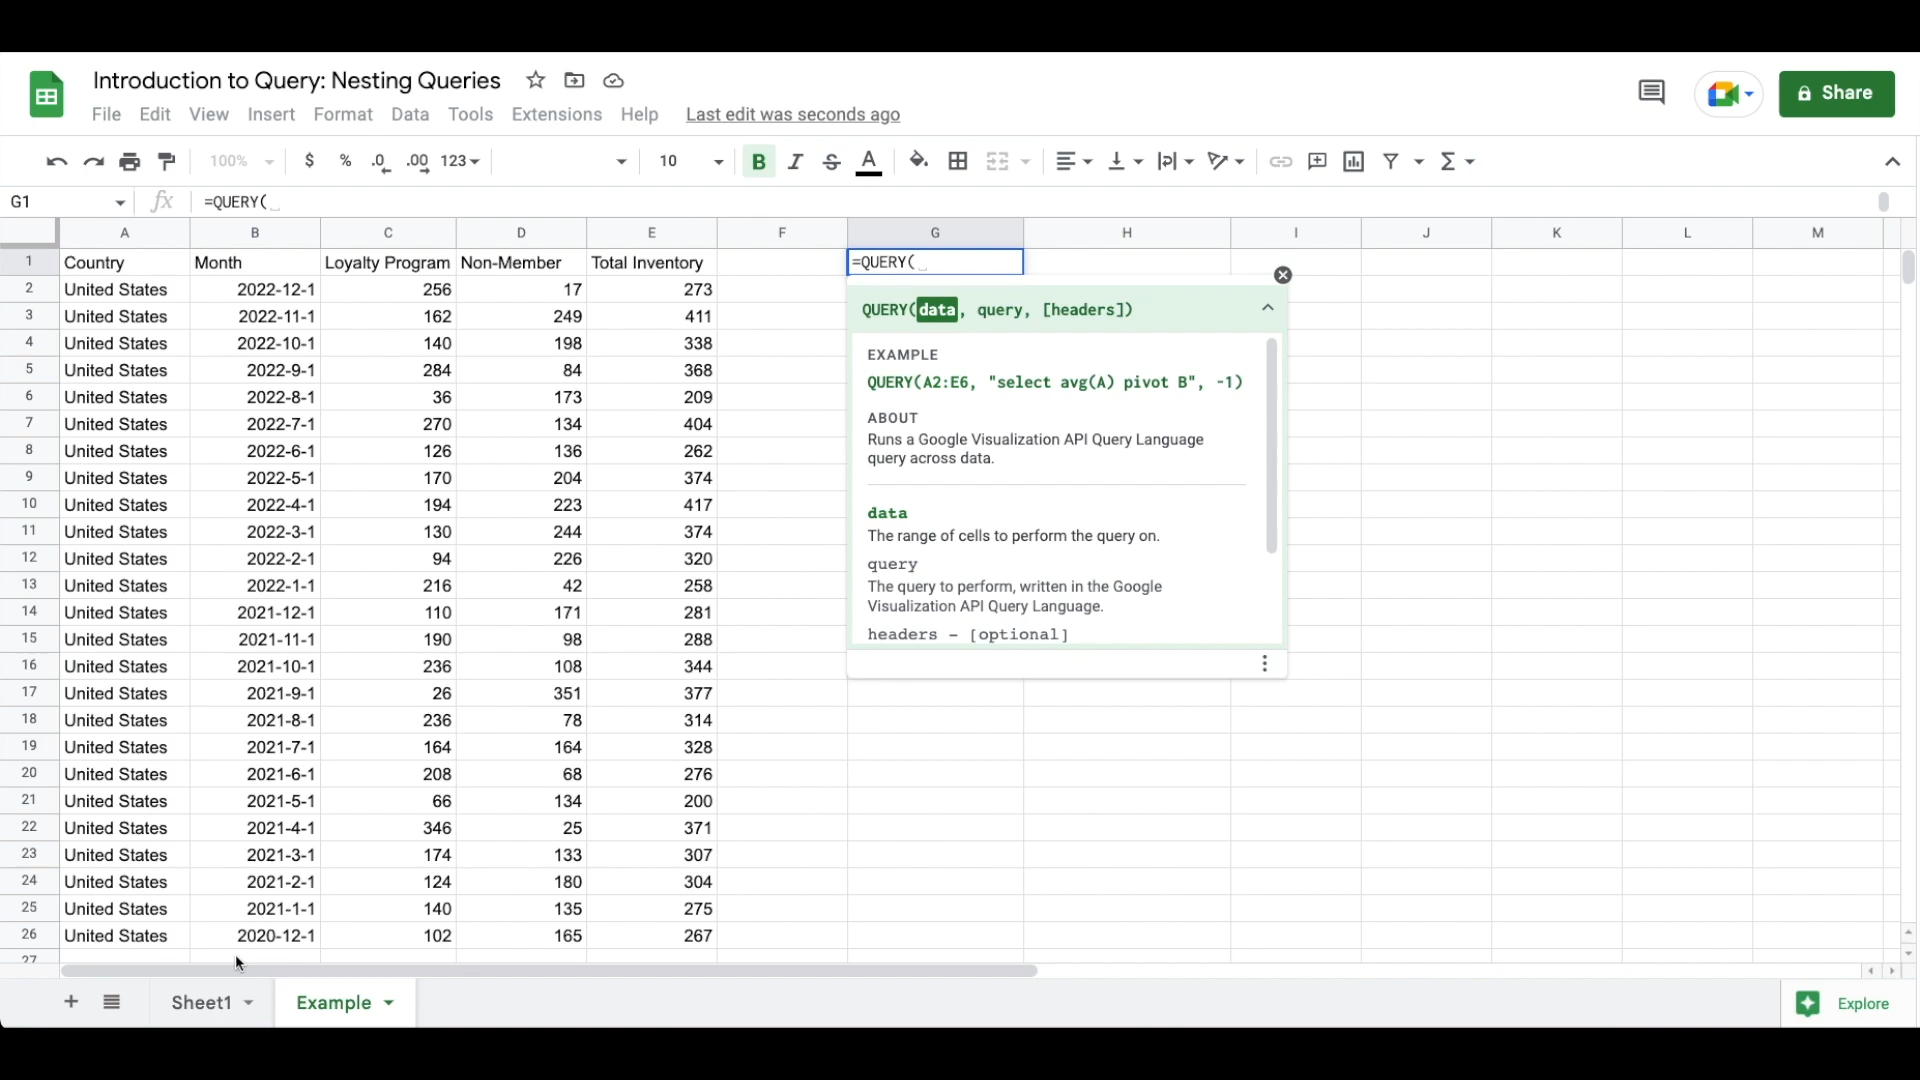 Introduction to Query: Nesting Queries
File Edit View Insert Format Data Tools Extensions Help Last edit was seconds ago
Share
100% $ % .0 .00 123 10 B I S A
G1 fx =QUERY(
A B C D E F G H I J K L M
1 Country Month Loyalty Program Non-Member Total Inventory =QUERY(
2 United States 2022-12-1 256 17 273
3 United States 2022-11-1 162 249 411
4 United States 2022-10-1 140 198 338
5 United States 2022-9-1 284 84 368
6 United States 2022-8-1 36 173 209
7 United States 2022-7-1 270 134 404
8 United States 2022-6-1 126 136 262
9 United States 2022-5-1 170 204 374
10 United States 2022-4-1 194 223 417
11 United States 2022-3-1 130 244 374
12 United States 2022-2-1 94 226 320
13 United States 2022-1-1 216 42 258
14 United States 2021-12-1 110 171 281
15 United States 2021-11-1 190 98 288
16 United States 2021-10-1 236 108 344
17 United States 2021-9-1 26 351 377
18 United States 2021-8-1 236 78 314
19 United States 2021-7-1 164 164 328
20 United States 2021-6-1 208 68 276
21 United States 2021-5-1 66 134 200
22 United States 2021-4-1 346 25 371
23 United States 2021-3-1 174 133 307
24 United States 2021-2-1 124 180 304
25 United States 2021-1-1 140 135 275
26 United States 2020-12-1 102 165 267
27
QUERY(data, query, [headers])
EXAMPLE
QUERY(A2:E6, "select avg(A) pivot B", -1)
ABOUT
Runs a Google Visualization API Query Language
query across data.
data
The range of cells to perform the query on.
query
The query to perform, written in the Google
Visualization API Query Language.
headers - [optional]
Sheet1 Example Explore